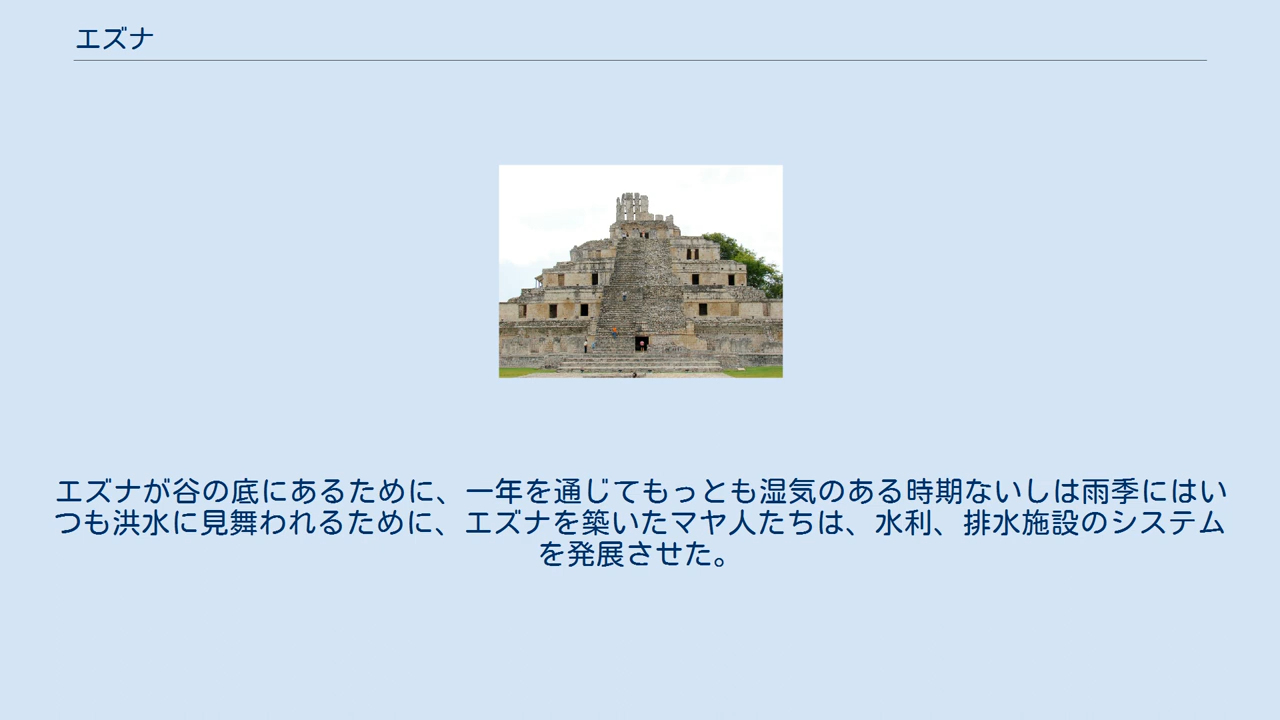 エズナ
エズナが谷の底にあるために、一年を通じてもっとも湿気のある時期ないしは雨季にはい
つも洪水に見舞われるために、エズナを築いたマヤ人たちは、水利、排水施設のシステム
を発展させた。